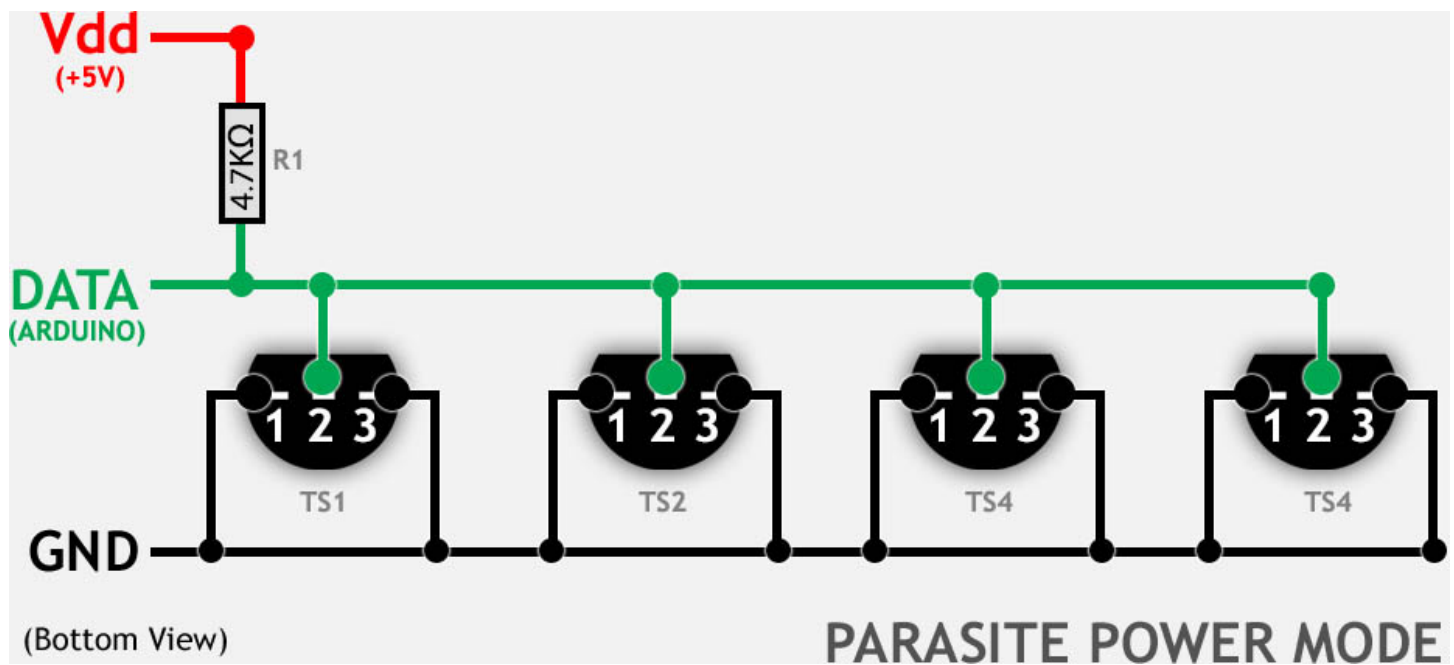 Vdd
(+5V)
4.7KΩ
R1
DATA
(ARDUINO)
1 2 3
1 2 3
1 2 3
1 2 3
TS1
TS2
TS4
TS4
GND
(Bottom View)
PARASITE POWER MODE